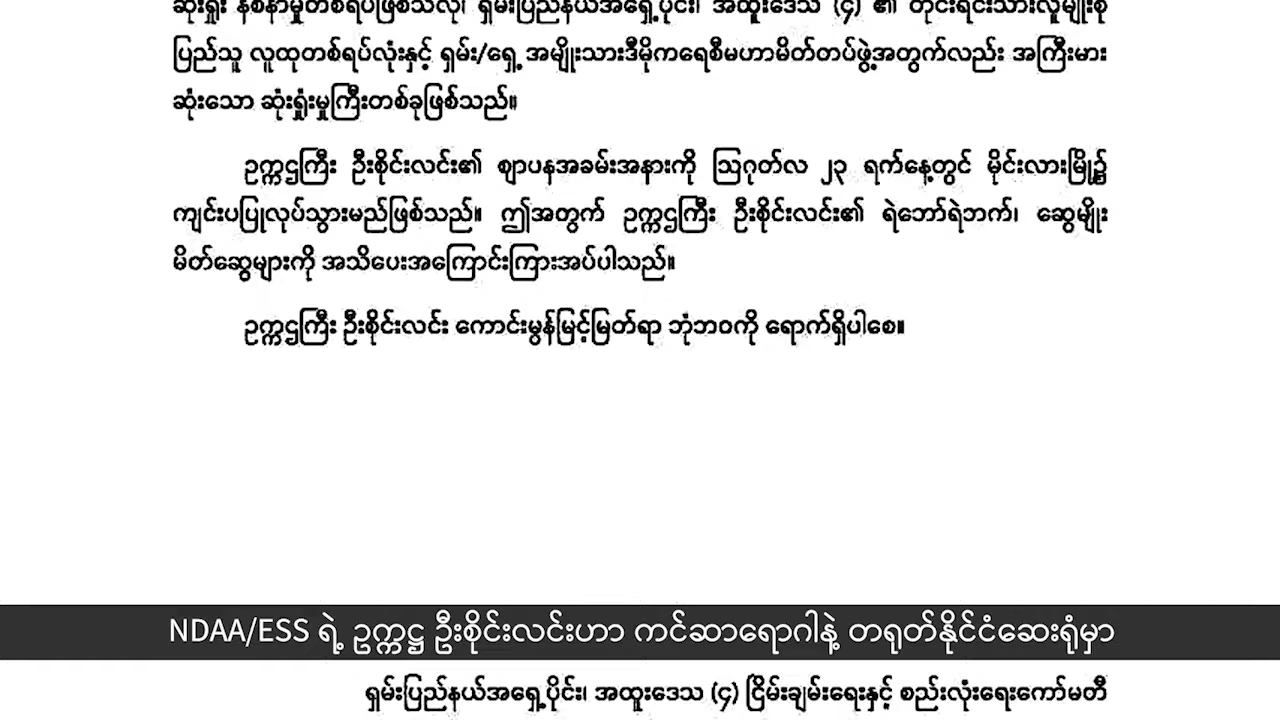 ဆုံးရှုံး နစ်နာမှုတစ်ရပ်ဖြစ်သလို၊ ရှမ်းပြည်နယ်အရှေ့ပိုင်း၊ အထူးဒေသ (၄) ၏ တိုင်းရင်းသားလူမျိုးစု
ပြည်သူ လူထုတစ်ရပ်လုံးနှင့် ရှမ်း/ရှေ့ အမျိုးသားဒီမိုကရေစီမဟာမိတ်တပ်ဖွဲ့အတွက်လည်း အကြီးမား
ဆုံးသော ဆုံးရှုံးမှုကြီးတစ်ခုဖြစ်သည်။
ဥက္ကဌကြီး ဦးစိုင်းလင်း၏ ဈာပနအခမ်းအနားကို ဩဂုတ်လ ၂၃ ရက်နေ့တွင် မိုင်းလားမြို့၌
ကျင်းပပြုလုပ်သွားမည်ဖြစ်သည်။ ဤအတွက် ဥက္ကဌကြီး ဦးစိုင်းလင်း၏ ရဲဘော်ရဲဘက်၊ ဆွေမျိုး
မိတ်ဆွေများကို အသိပေးအကြောင်းကြားအပ်ပါသည်။
ဥက္ကဌကြီး ဦးစိုင်းလင်း ကောင်းမွန်မြင့်မြတ်ရာ ဘုံဘဝကို ရောက်ရှိပါစေ။
NDAA/ESS ရဲ့ ဥက္ကဋ္ဌ ဦးစိုင်းလင်းဟာ ကင်ဆာရောဂါနဲ့ တရုတ်နိုင်ငံဆေးရုံမှာ
ရှမ်းပြည်နယ်အရှေ့ပိုင်း၊ အထူးဒေသ (၄) ငြိမ်းချမ်းရေးနှင့် စည်းလုံးရေးကော်မတီ